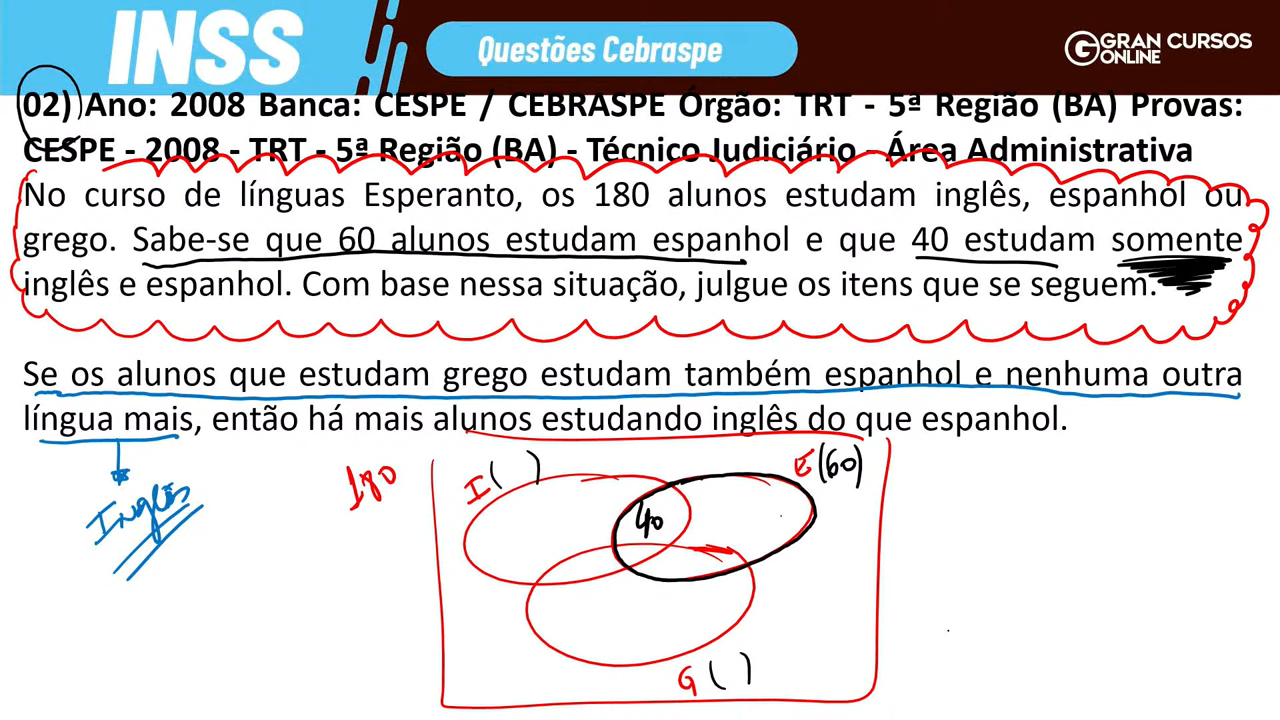 INSS
Questões Cebraspe
GRAN CURSOS
ONLINE
02) Ano: 2008 Banca: CESPE / CEBRASPE Órgão: TRT - 5ª Região (BA) Provas:
CESPE - 2008 - TRT - 5ª Região (BA) - Técnico Judiciário - Área Administrativa
No curso de línguas Esperanto, os 180 alunos estudam inglês, espanhol ou
grego. Sabe-se que 60 alunos estudam espanhol e que 40 estudam somente
inglês e espanhol. Com base nessa situação, julgue os itens que se seguem.
Se os alunos que estudam grego estudam também espanhol e nenhuma outra
língua mais, então há mais alunos estudando inglês do que espanhol.
180
I ( )
E (60)
40
Inglês
G ( )